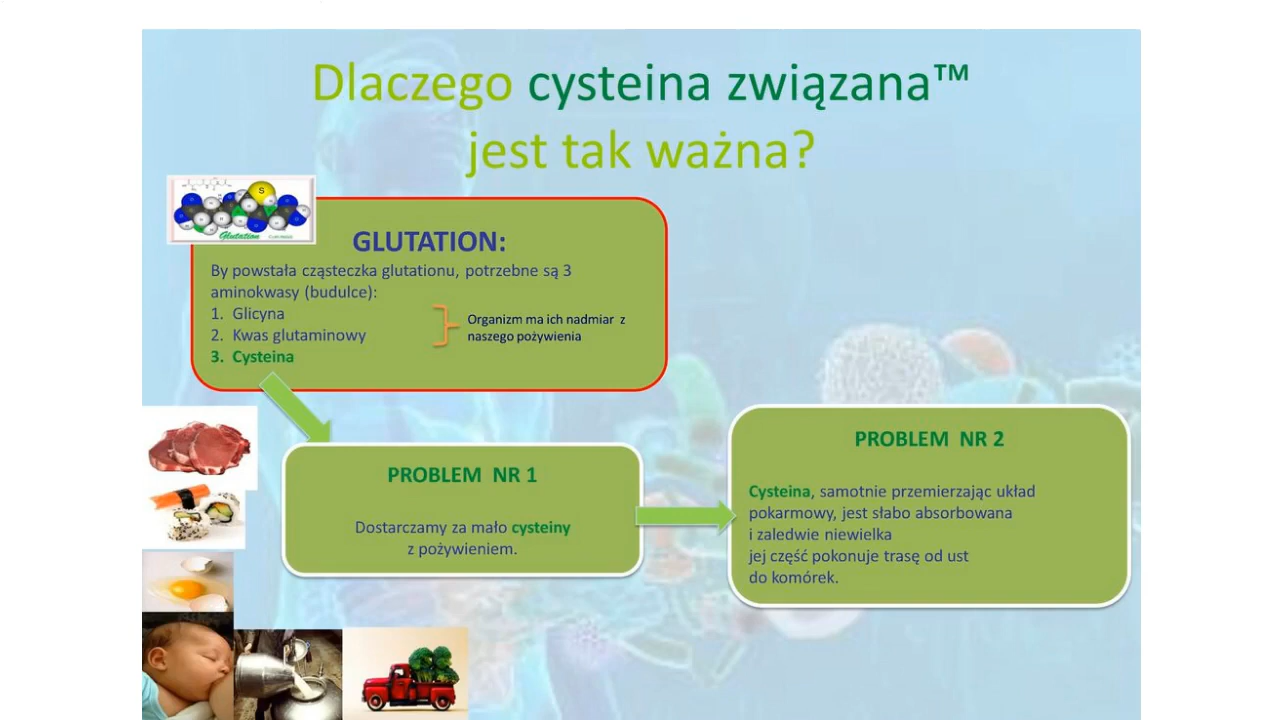 Dlaczego cysteina związana™
jest tak ważna?
S
Glutation
GLUTATION:
By powstała cząsteczka glutationu, potrzebne są 3
aminokwasy (budulce):
1. Glicyna
2. Kwas glutaminowy
3. Cysteina
Organizm ma ich nadmiar z
naszego pożywienia
PROBLEM NR 1
Dostarczamy za mało cysteiny
z pożywieniem.
PROBLEM NR 2
Cysteina, samotnie przemierzając układ
pokarmowy, jest słabo absorbowana
i zaledwie niewielka
jej część pokonuje trasę od ust
do komórek.